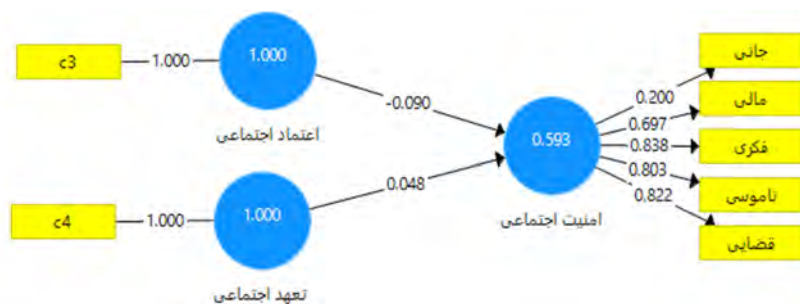 c3
1.000
1.000
اعتماد اجتماعی
-0.090
c4
1.000
1.000
تعهد اجتماعی
0.048
0.593
امنیت اجتماعی
0.200
جانی
0.697
مالی
0.838
فکری
0.803
ناموسی
0.822
قضایی